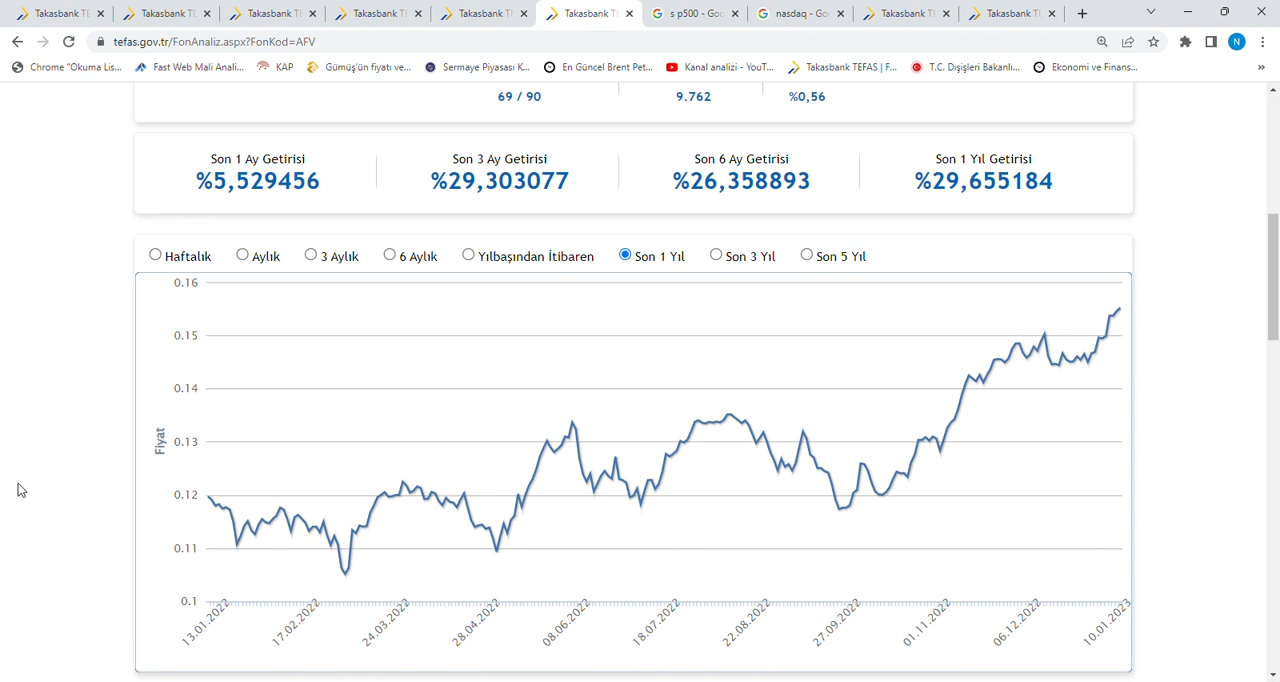 Takasbank TE Takasbank TE Takasbank TE Takasbank TE Takasbank TE Takasbank TE s p500 - Goo nasdaq - Goo Takasbank TE Takasbank TE
tefas.gov.tr/FonAnaliz.aspx?FonKod=AFV
N
Chrome "Okuma Lis... Fast Web Mali Anali... KAP Gümüş'ün fiyatı ve... Sermaye Piyasası K... En Güncel Brent Pet... Kanal analizi - YouT... Takasbank TEFAS | F... T.C. Dışişleri Bakanlı... Ekonomi ve Finans... »
69 / 90 9.762 %0,56
Son 1 Ay Getirisi Son 3 Ay Getirisi Son 6 Ay Getirisi Son 1 Yıl Getirisi
%5,529456 %29,303077 %26,358893 %29,655184
Haftalık Aylık 3 Aylık 6 Aylık Yılbaşından İtibaren Son 1 Yıl Son 3 Yıl Son 5 Yıl
0.16
0.15
0.14
0.13
0.12
0.11
0.1
Fiyat
13.01.2022 17.02.2022 24.03.2022 28.04.2022 08.06.2022 18.07.2022 22.08.2022 27.09.2022 01.11.2022 06.12.2022 10.01.2023